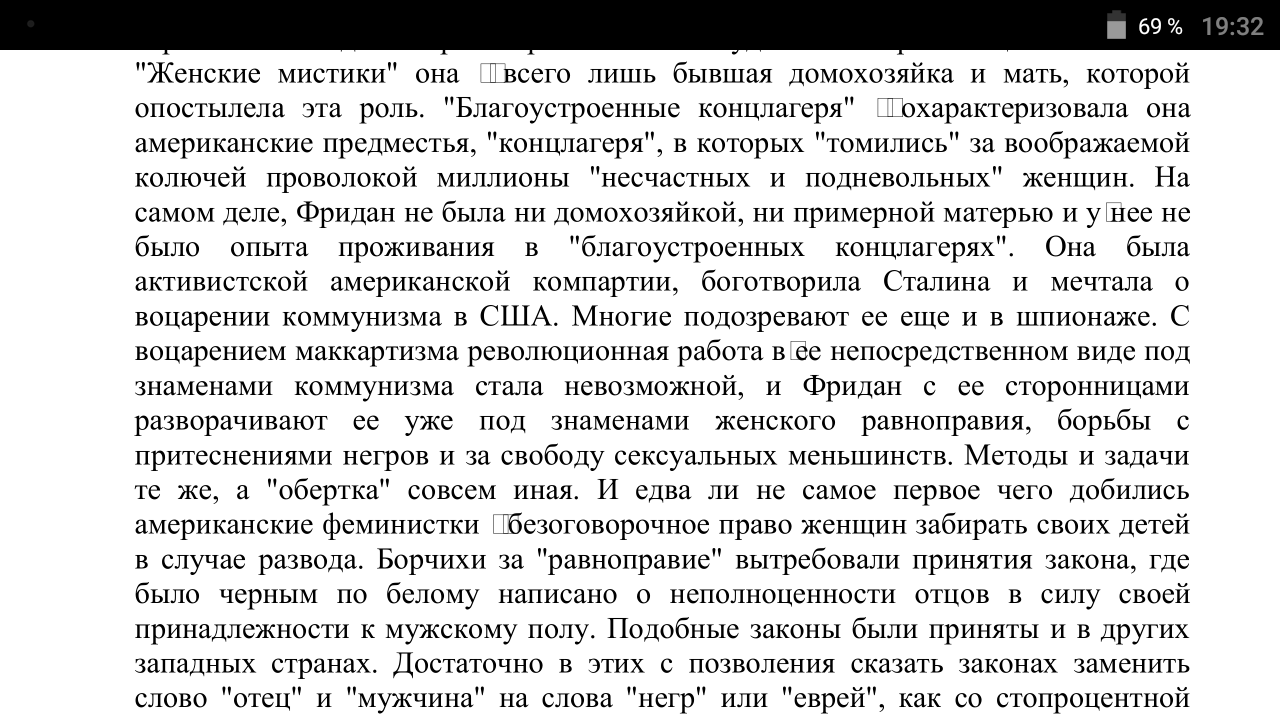 69 % 19:32
"Женские мистики" она всего лишь бывшая домохозяйка и мать, которой
опостылела эта роль. "Благоустроенные концлагеря" охарактеризовала она
американские предместья, "концлагеря", в которых "томились" за воображаемой
колючей проволокой миллионы "несчастных и подневольных" женщин. На
самом деле, Фридан не была ни домохозяйкой, ни примерной матерью и у нее не
было опыта проживания в "благоустроенных концлагерях". Она была
активистской американской компартии, боготворила Сталина и мечтала о
воцарении коммунизма в США. Многие подозревают ее еще и в шпионаже. С
воцарением маккартизма революционная работа в ее непосредственном виде под
знаменами коммунизма стала невозможной, и Фридан с ее сторонницами
разворачивают ее уже под знаменами женского равноправия, борьбы с
притеснениями негров и за свободу сексуальных меньшинств. Методы и задачи
те же, а "обертка" совсем иная. И едва ли не самое первое чего добились
американские феминистки безоговорочное право женщин забирать своих детей
в случае развода. Борчихи за "равноправие" вытребовали принятия закона, где
было черным по белому написано о неполноценности отцов в силу своей
принадлежности к мужскому полу. Подобные законы были приняты и в других
западных странах. Достаточно в этих с позволения сказать законах заменить
слово "отец" и "мужчина" на слова "негр" или "еврей", как со стопроцентной